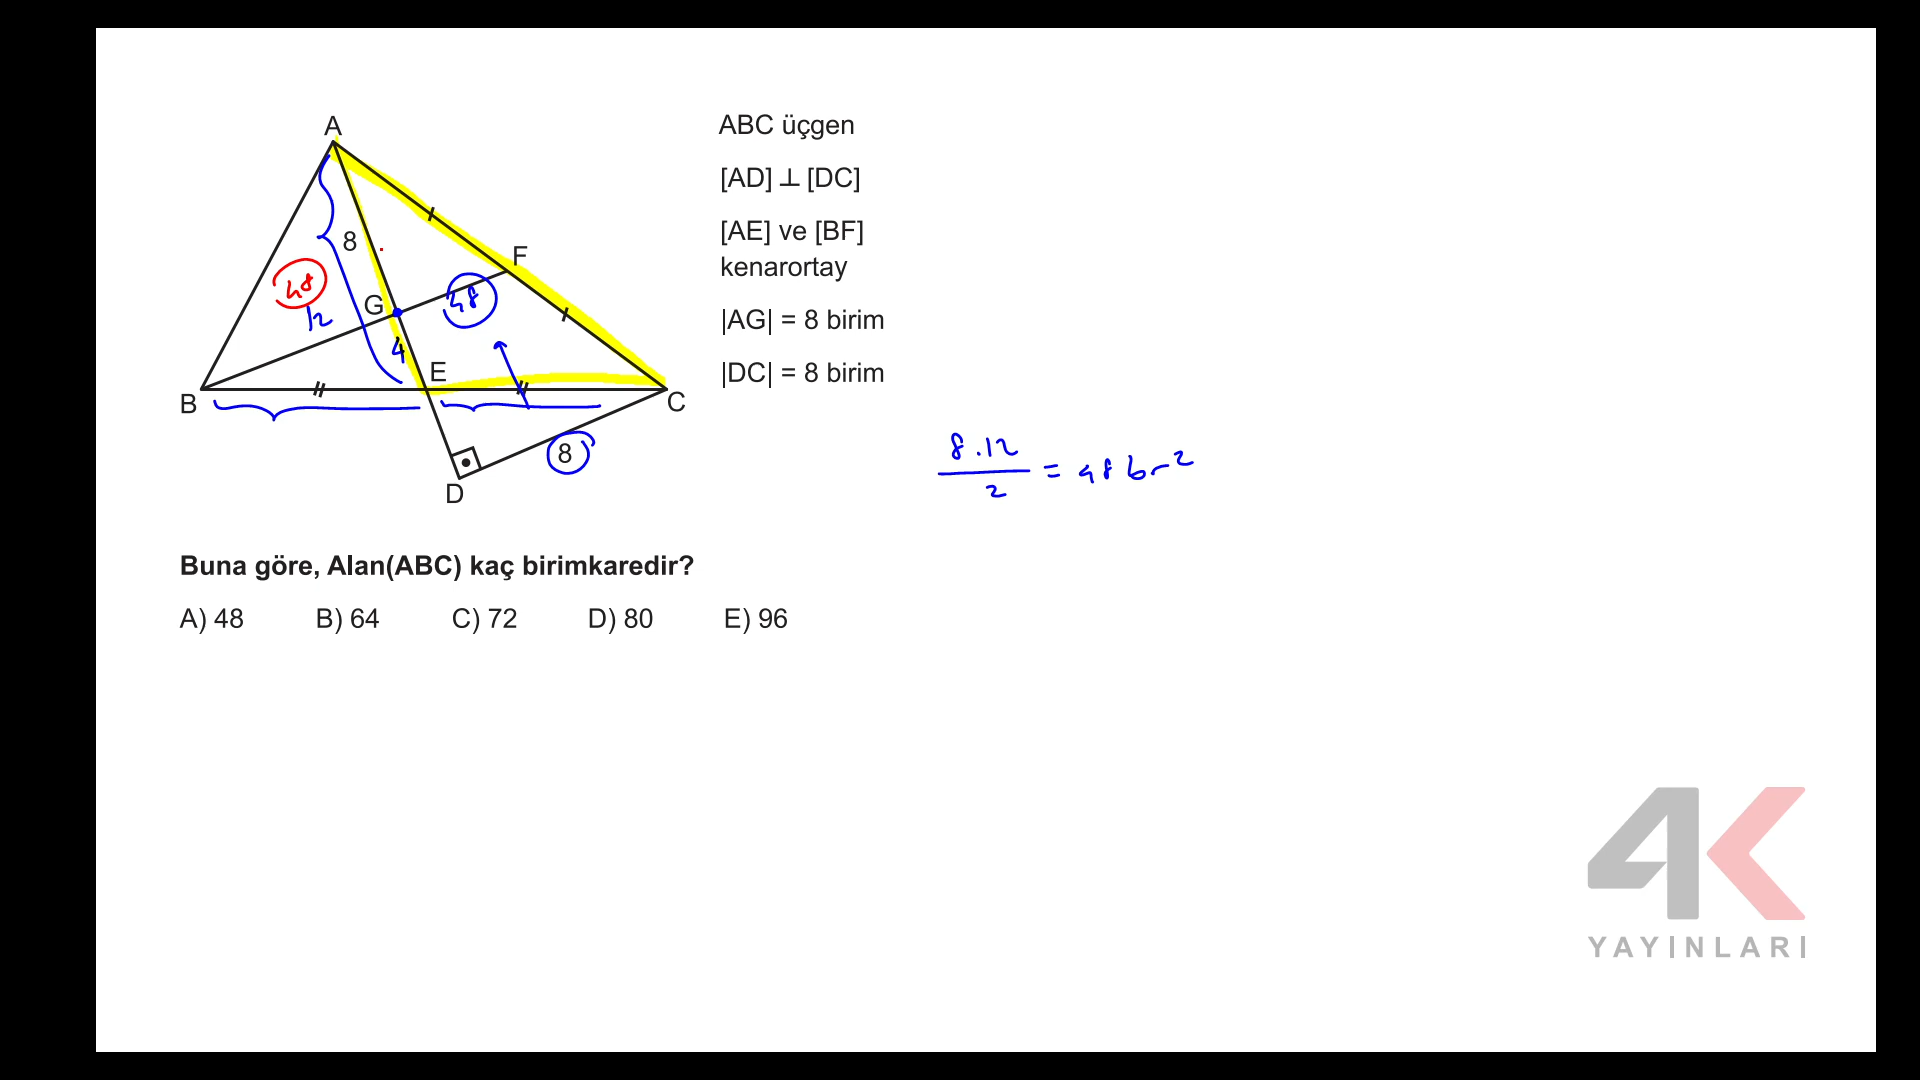 A
ABC üçgen
[AD] ⊥ [DC]
8
[AE] ve [BF]
kenarortay
F
48
G
48
12
|AG| = 8 birim
4
E
|DC| = 8 birim
B
C
8
D
8.12
2
= 48 br²
Buna göre, Alan(ABC) kaç birimkaredir?
A) 48 B) 64 C) 72 D) 80 E) 96
4K
YAYINLARI